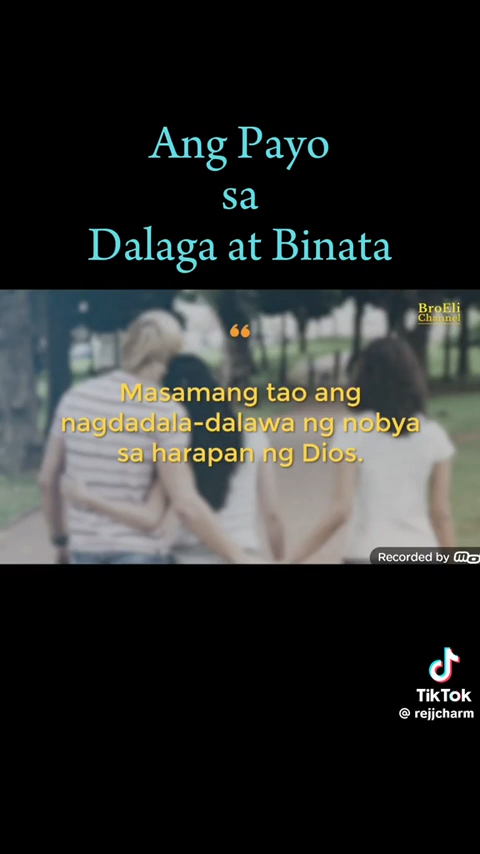 Ang Payo
sa
Dalaga at Binata
BroEli
Channel
“
Masamang tao ang
nagdadala-dalawa ng nobya
sa harapan ng Dios.
Recorded by
TikTok
@ rejjcharm